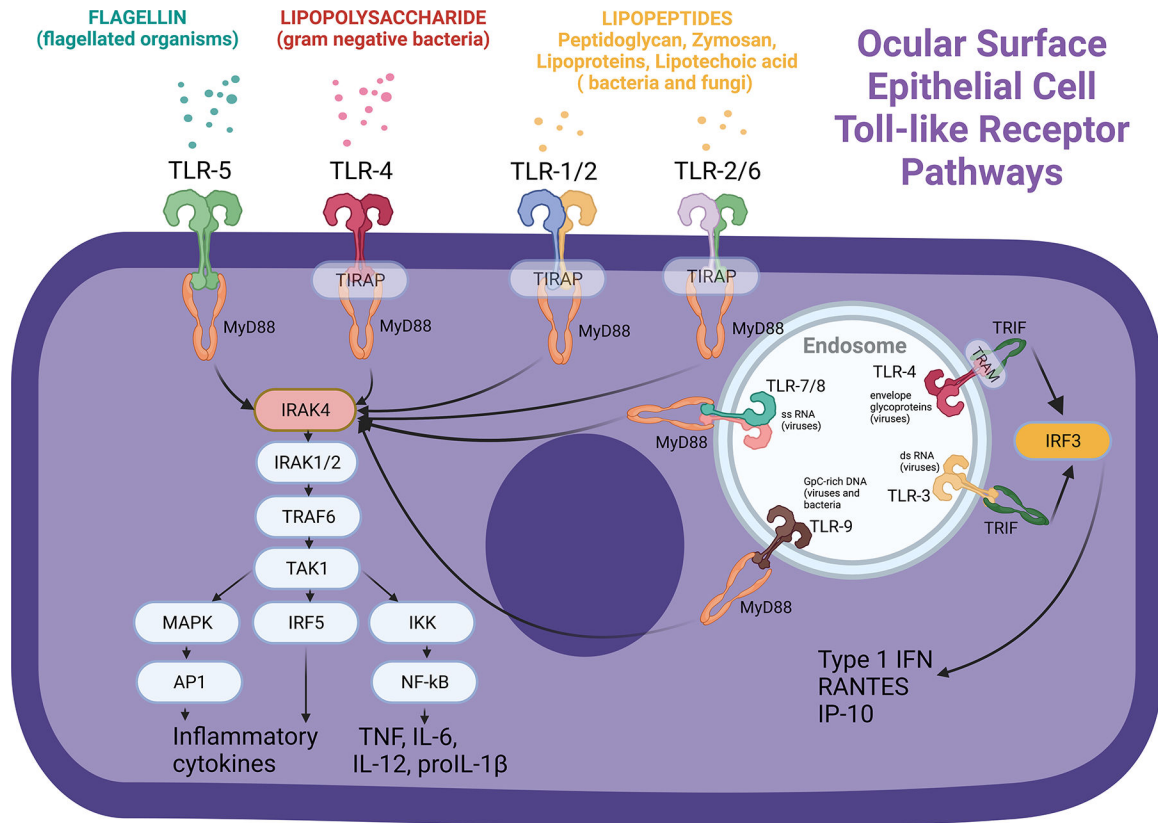 FLAGELLIN
(flagellated organisms)
LIPOPOLYSACCHARIDE
(gram negative bacteria)
LIPOPEPTIDES
Peptidoglycan, Zymosan,
Lipoproteins, Lipotechoic acid
( bacteria and fungi)
Ocular Surface
Epithelial Cell
Toll-like Receptor
Pathways
TLR-5
TLR-4
TLR-1/2
TLR-2/6
TIRAP
TIRAP
TIRAP
MyD88
MyD88
MyD88
MyD88
Endosome
TLR-7/8
ss RNA
(viruses)
MyD88
TLR-4
envelope
glycoproteins
(viruses)
TRAM
TRIF
ds RNA
(viruses)
TLR-3
TRIF
IRF3
GpC-rich DNA
(viruses and
bacteria
TLR-9
MyD88
IRAK4
IRAK1/2
TRAF6
TAK1
MAPK
IRF5
IKK
AP1
NF-kB
Inflammatory
cytokines
TNF, IL-6,
IL-12, proIL-1β
Type 1 IFN
RANTES
IP-10